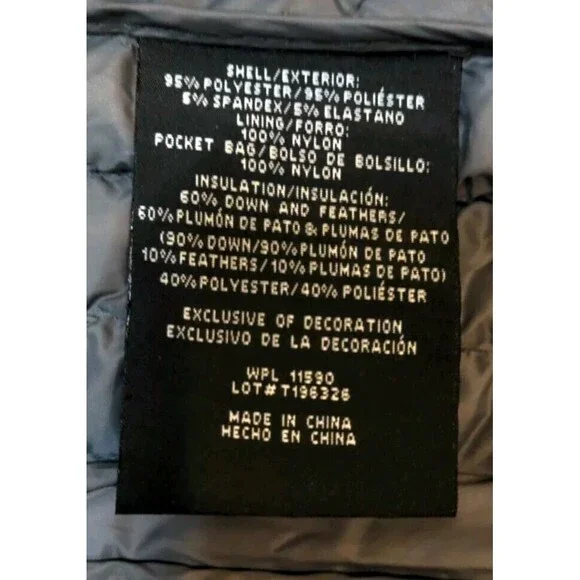 SHELL/EXTERIOR:
95% POLYESTER/95% POLIÉSTER
5% SPANDEX/5% ELASTANO
LINING/FORRO:
100% NYLON
POCKET BAG/BOLSO DE BOLSILLO:
100% NYLON
INSULATION/INSULACIÓN:
60% DOWN AND FEATHERS/
60% PLUMÓN DE PATO & PLUMAS DE PATO
(90% DOWN/90% PLUMÓN DE PATO
10% FEATHERS/10% PLUMAS DE PATO)
40% POLYESTER/40% POLIÉSTER
EXCLUSIVE OF DECORATION
EXCLUSIVO DE LA DECORACIÓN
WPL 11590
LOT# T196326
MADE IN CHINA
HECHO EN CHINA